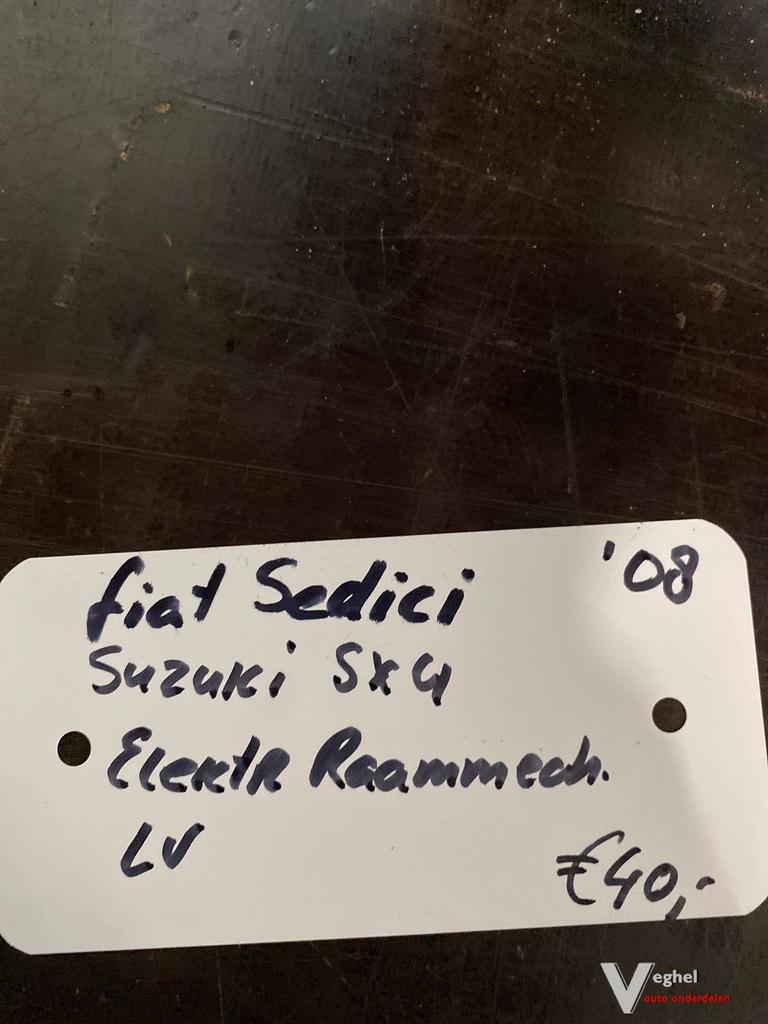 fiat Sedici '08
Suzuki SX4
Elektr Raammech.
LV
€40,-
Veghel
auto onderdelen